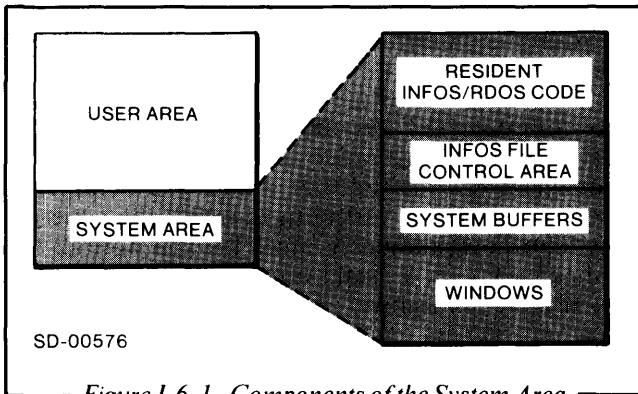 USER AREA
SYSTEM AREA
RESIDENT
INFOS/RDOS CODE
INFOS FILE
CONTROL AREA
SYSTEM BUFFERS
WINDOWS
SD-00576
Figure I-6-1. Components of the System Area